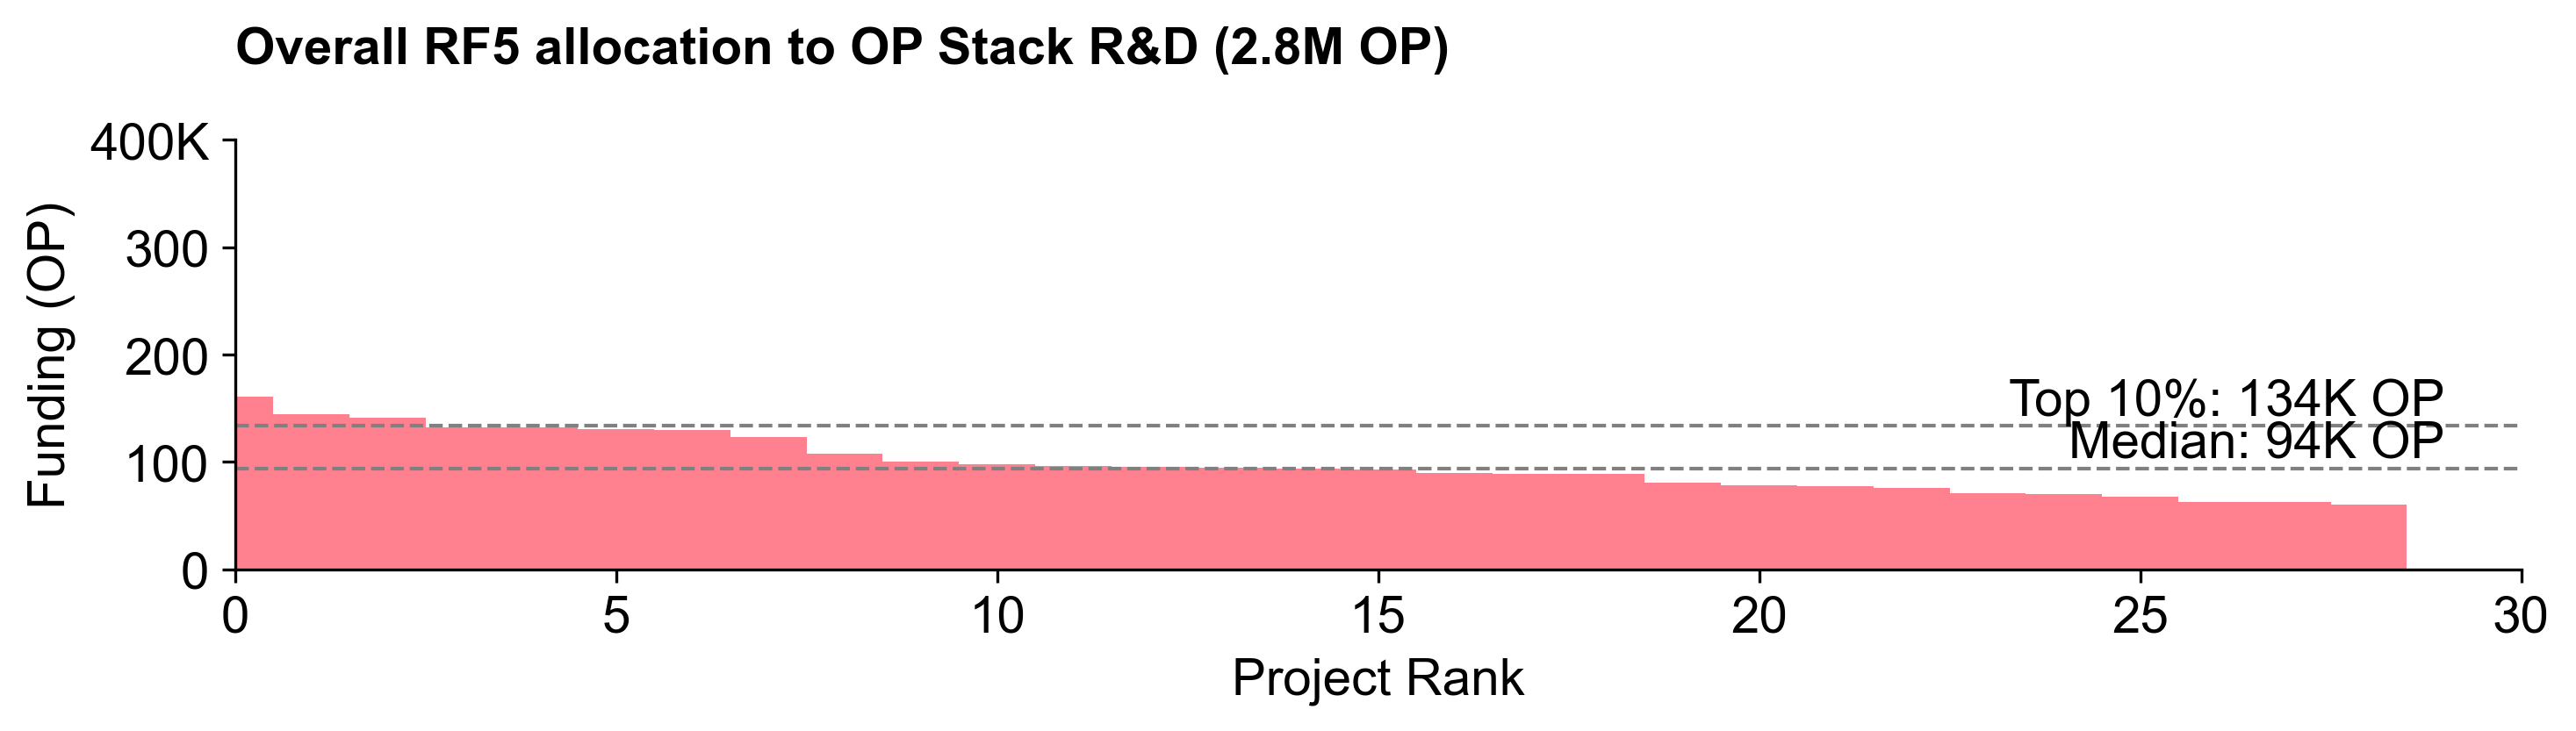 Overall RF5 allocation to OP Stack R&D (2.8M OP)
400K
300
200
100
0
Funding (OP)
Top 10%: 134K OP
Median: 94K OP
0 5 10 15 20 25 30
Project Rank